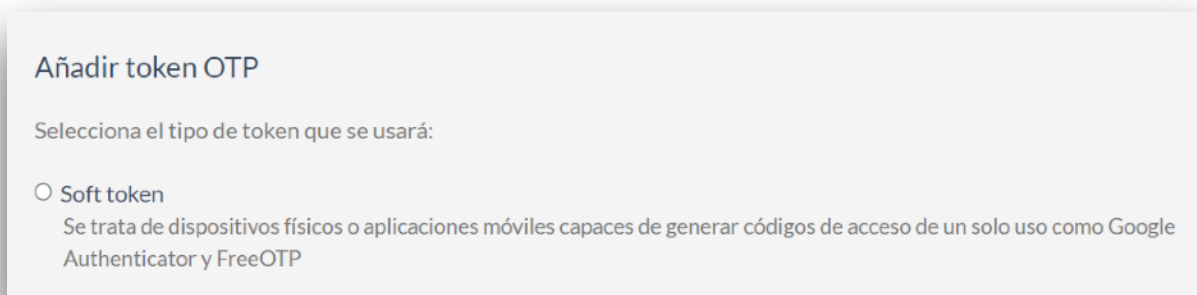 Añadir token OTP
Selecciona el tipo de token que se usará:
Soft token
Se trata de dispositivos físicos o aplicaciones móviles capaces de generar códigos de acceso de un solo uso como Google
Authenticator y FreeOTP